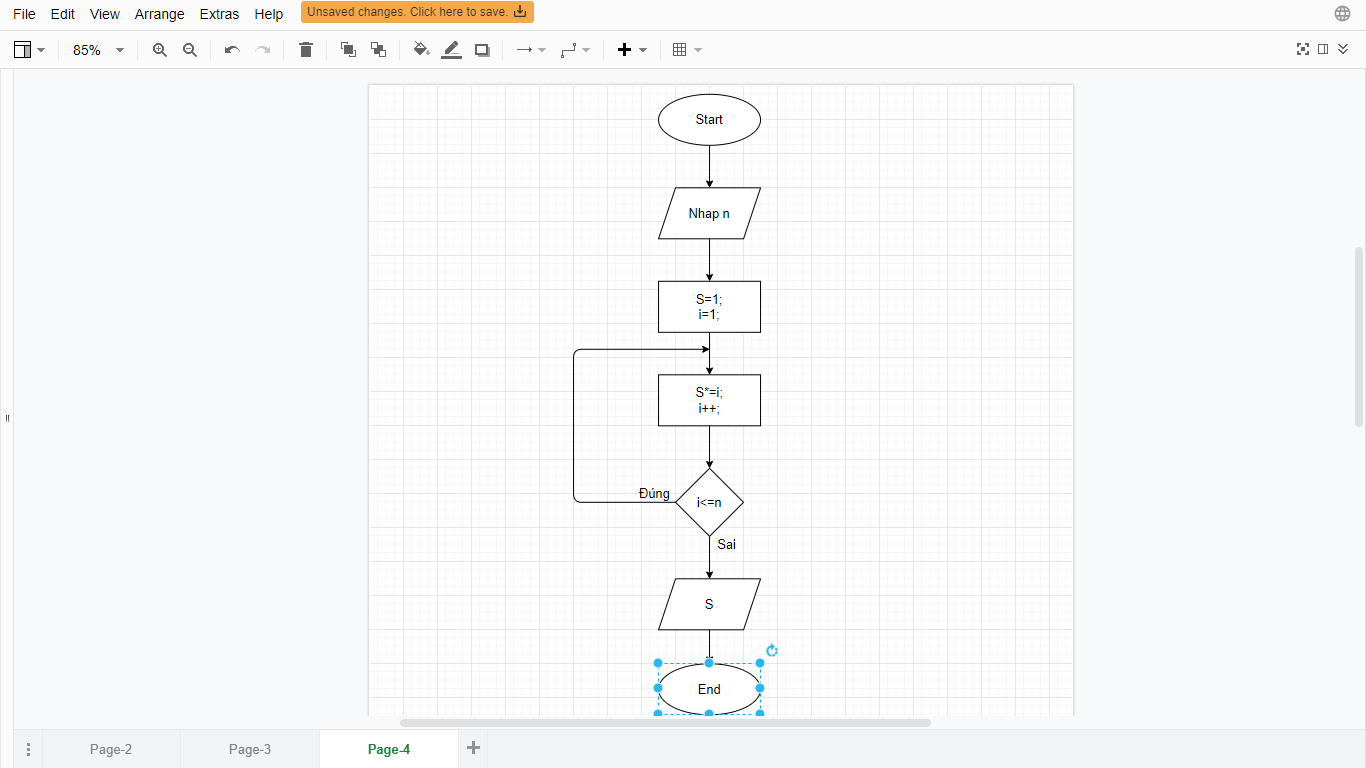 File Edit View Arrange Extras Help Unsaved changes. Click here to save.
85%
Start
Nhap n
S=1;
i=1;
S*=i;
i++;
Đúng
i<=n
Sai
S
End
Page-2 Page-3 Page-4